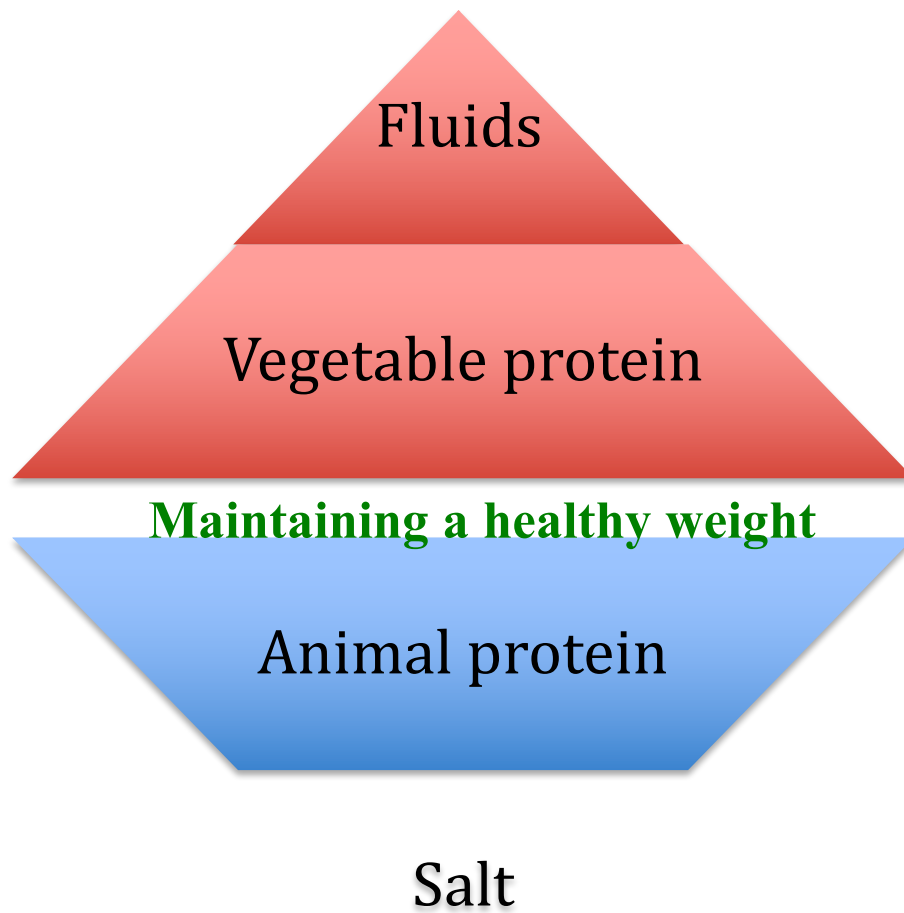 Fluids
Vegetable protein
Maintaining a healthy weight
Animal protein
Salt